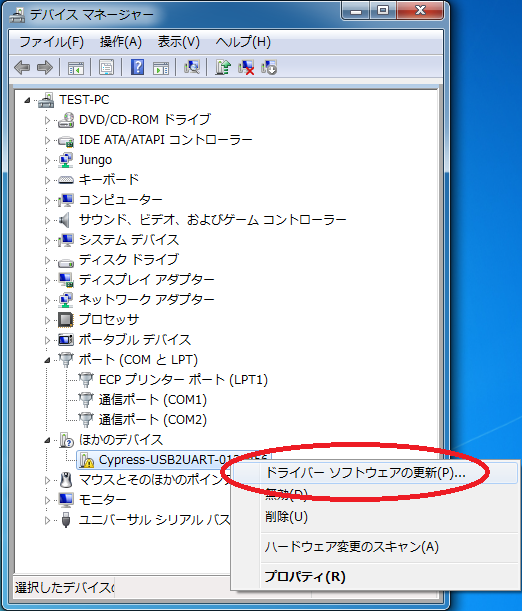 デバイス マネージャー
ファイル(F) 操作(A) 表示(V) ヘルプ(H)
TEST-PC
DVD/CD-ROM ドライブ
IDE ATA/ATAPI コントローラー
Jungo
キーボード
コンピューター
サウンド、ビデオ、およびゲーム コントローラー
システム デバイス
ディスク ドライブ
ディスプレイ アダプター
ネットワーク アダプター
プロセッサ
ポータブル デバイス
ポート (COM と LPT)
ECP プリンター ポート (LPT1)
通信ポート (COM1)
通信ポート (COM2)
ほかのデバイス
Cypress-USB2UART-01
マウスとそのほかのポイン
モニター
ユニバーサル シリアル バス
ドライバー ソフトウェアの更新(P)...
無効(D)
削除(U)
ハードウェア変更のスキャン(A)
プロパティ(R)
選択したデバイスの